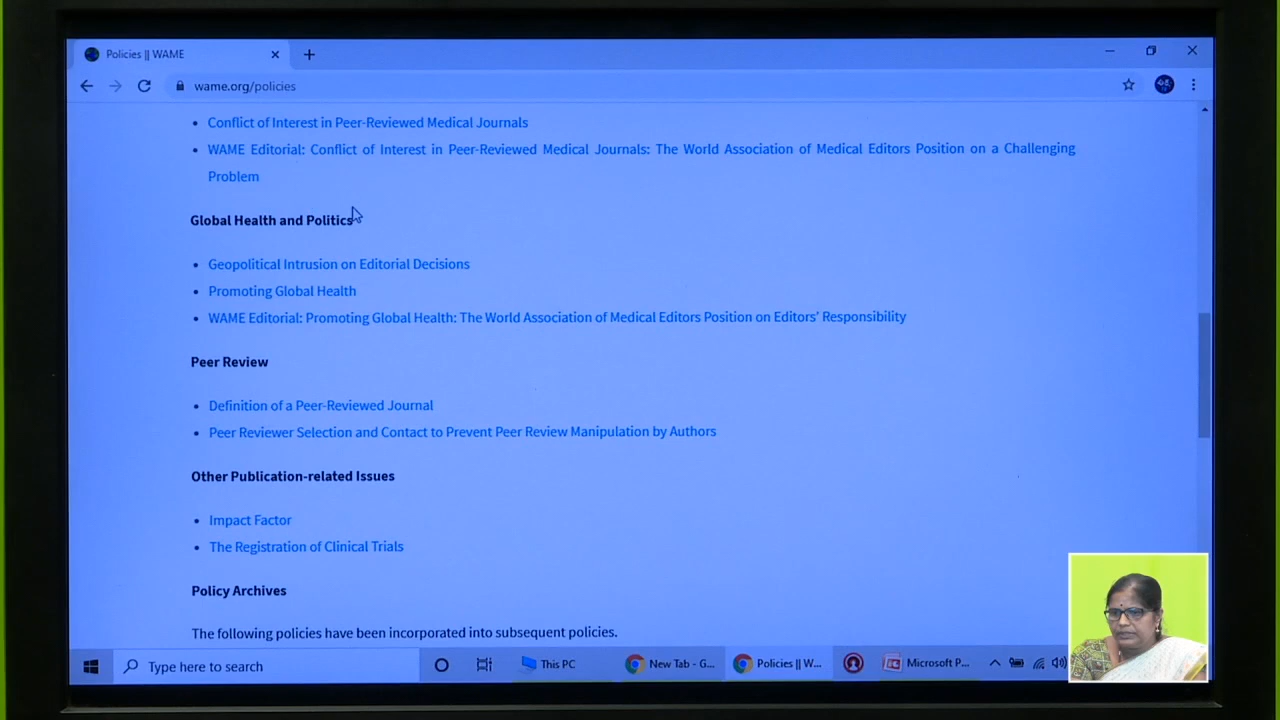 Policies || WAME
wame.org/policies
Conflict of Interest in Peer-Reviewed Medical Journals
WAME Editorial: Conflict of Interest in Peer-Reviewed Medical Journals: The World Association of Medical Editors Position on a Challenging
Problem
Global Health and Politics
Geopolitical Intrusion on Editorial Decisions
Promoting Global Health
WAME Editorial: Promoting Global Health: The World Association of Medical Editors Position on Editors' Responsibility
Peer Review
Definition of a Peer-Reviewed Journal
Peer Reviewer Selection and Contact to Prevent Peer Review Manipulation by Authors
Other Publication-related Issues
Impact Factor
The Registration of Clinical Trials
Policy Archives
The following policies have been incorporated into subsequent policies.
Type here to search
This PC
New Tab - G...
Policies || W...
Microsoft P...